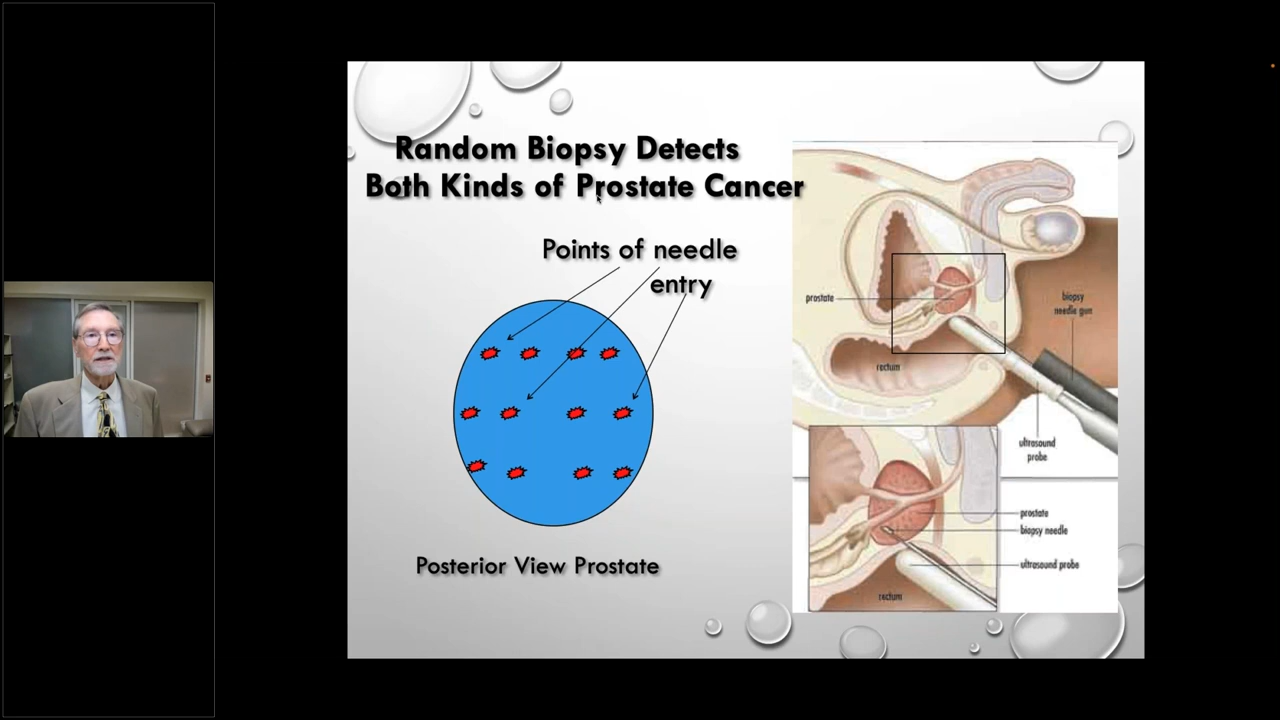 Random Biopsy Detects
Both Kinds of Prostate Cancer
Points of needle
entry
Posterior View Prostate
prostate
biopsy
needle gun
rectum
ultrasound
probe
prostate
biopsy needle
ultrasound probe
rectum